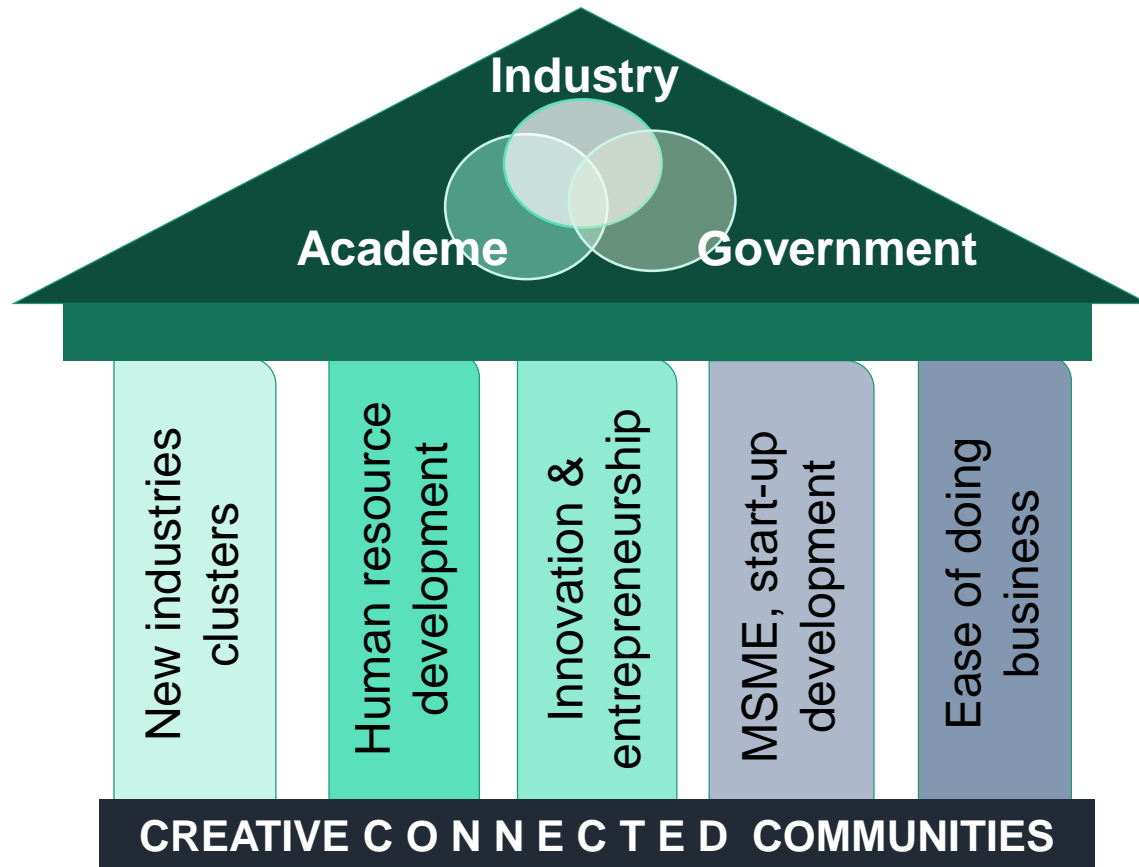 Industry
Academe
Government
New industries
clusters
Human resource
development
Innovation &
entrepreneurship
MSME, start-up
development
Ease of doing
business
CREATIVE C O N N E C T E D COMMUNITIES